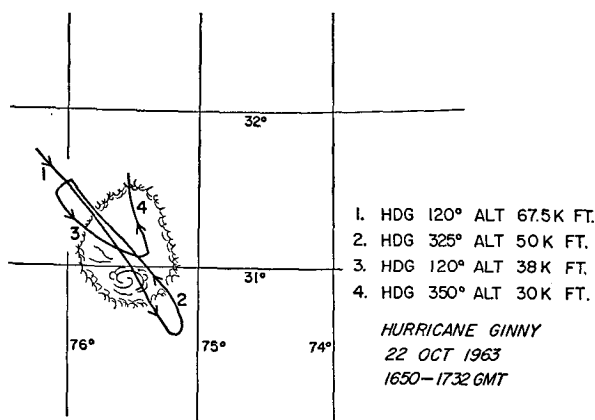 32°
1
4
3
31°
2
76°
75°
74°
1. HDG 120° ALT 67.5K FT.
2. HDG 325° ALT 50K FT.
3. HDG 120° ALT 38K FT.
4. HDG 350° ALT 30K FT.
HURRICANE GINNY
22 OCT 1963
1650–1732 GMT